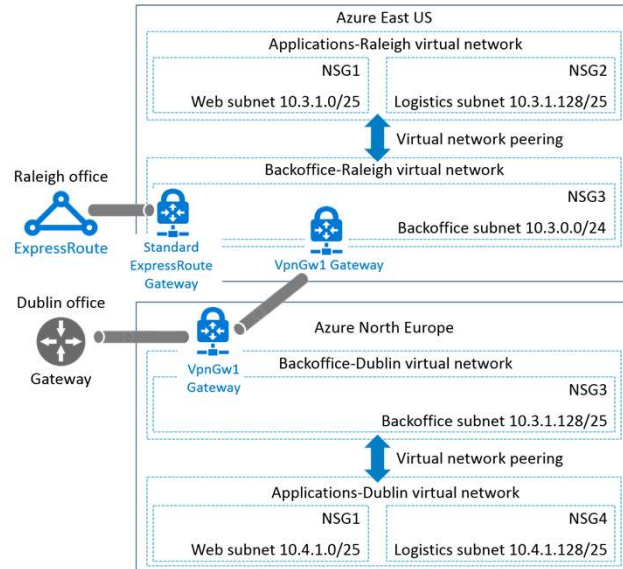 Azure East US
Applications-Raleigh virtual network
NSG1
Web subnet 10.3.1.0/25
NSG2
Logistics subnet 10.3.1.128/25
Virtual network peering
Backoffice-Raleigh virtual network
NSG3
Backoffice subnet 10.3.0.0/24
Raleigh office
ExpressRoute
Standard
ExpressRoute
Gateway
VpnGw1 Gateway
Dublin office
Gateway
VpnGw1
Gateway
Azure North Europe
Backoffice-Dublin virtual network
NSG3
Backoffice subnet 10.3.1.128/25
Virtual network peering
Applications-Dublin virtual network
NSG1
Web subnet 10.4.1.0/25
NSG4
Logistics subnet 10.4.1.128/25